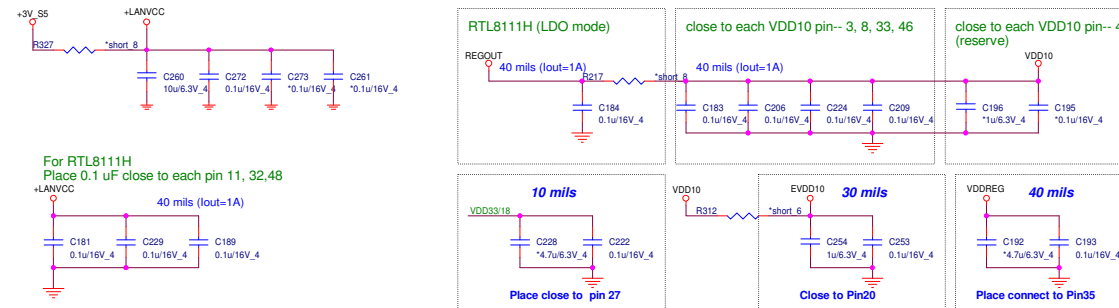 +3V_S5
+LANVCC
R327
*short_8
C260
10u/6.3V_4
C272
0.1u/16V_4
C273
*0.1u/16V_4
C261
*0.1u/16V_4
For RTL8111H
Place 0.1 uF close to each pin 11, 32,48
+LANVCC
40 mils (Iout=1A)
C181
0.1u/16V_4
C229
0.1u/16V_4
C189
0.1u/16V_4
RTL8111H (LDO mode)
REGOUT
40 mils (Iout=1A)
R217
*short_8
C184
0.1u/16V_4
close to each VDD10 pin-- 3, 8, 33, 46
40 mils (Iout=1A)
C183
0.1u/16V_4
C206
0.1u/16V_4
C224
0.1u/16V_4
C209
0.1u/16V_4
close to each VDD10 pin-- 4
(reserve)
VDD10
C196
*1u/6.3V_4
C195
*0.1u/16V_4
10 mils
VDD33/18
C228
*4.7u/6.3V_4
C222
0.1u/16V_4
Place close to pin 27
VDD10
R312
*short_6
EVDD10
30 mils
C254
1u/6.3V_4
C253
0.1u/16V_4
Close to Pin20
VDDREG
40 mils
C192
*4.7u/6.3V_4
C193
0.1u/16V_4
Place connect to Pin35